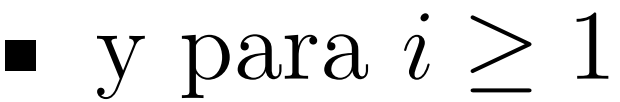 ▪ y para i ≥ 1